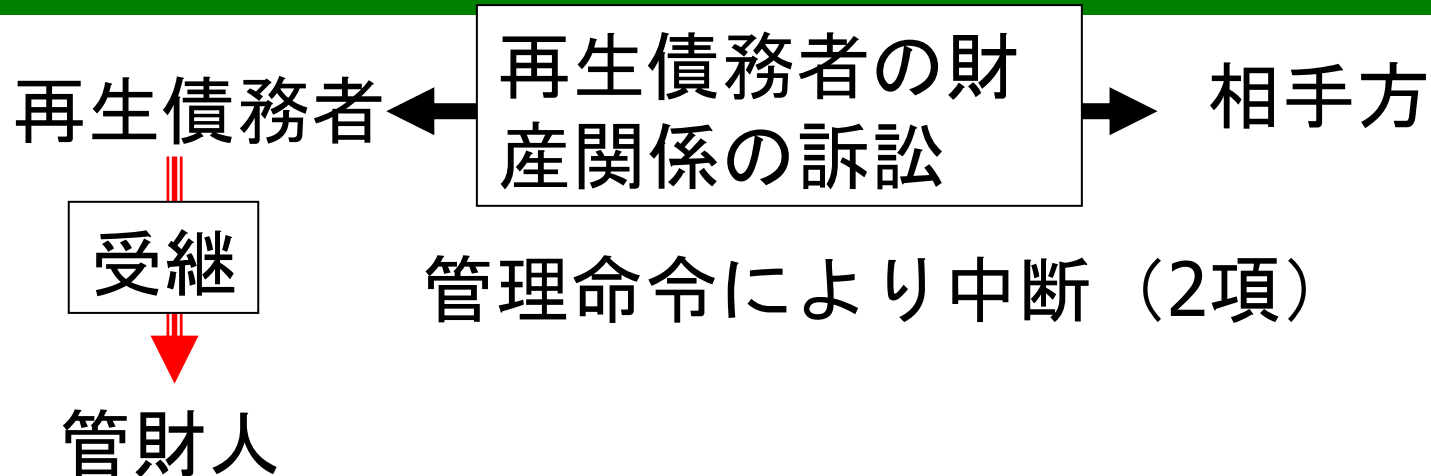 再生債務者の財
産関係の訴訟
再生債務者
相手方
受継
管理命令により中断（2項）
管財人